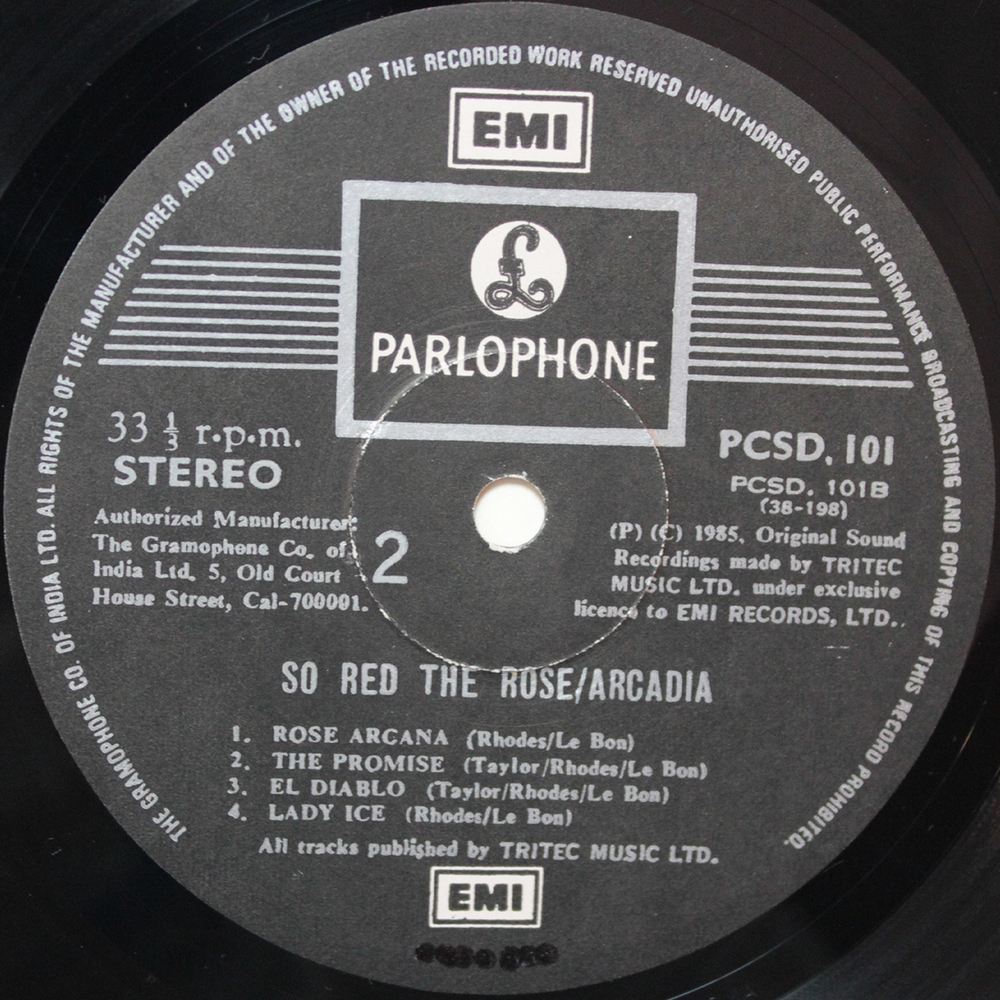 THE GRAMOPHONE CO. OF INDIA LTD. ALL RIGHTS OF THE MANUFACTURER AND OF THE OWNER OF THE RECORDED WORK RESERVED UNAUTHORISED PUBLIC PERFORMANCE BROADCASTING AND COPYING OF THIS RECORD PROHIBITED.
EMI
£
PARLOPHONE
33 1/3 r.p.m.
STEREO
PCSD. 101
PCSD. 101B
(38-198)
Authorized Manufacturer:
The Gramophone Co. of
India Ltd. 5, Old Court
House Street, Cal-700001.
2
(P) (C) 1985, Original Sound
Recordings made by TRITEC
MUSIC LTD. under exclusive
licence to EMI RECORDS, LTD..
SO RED THE ROSE/ARCADIA
1. ROSE ARCANA (Rhodes/Le Bon)
2. THE PROMISE (Taylor/Rhodes/Le Bon)
3. EL DIABLO (Taylor/Rhodes/Le Bon)
4. LADY ICE (Rhodes/Le Bon)
All tracks published by TRITEC MUSIC LTD.
EMI